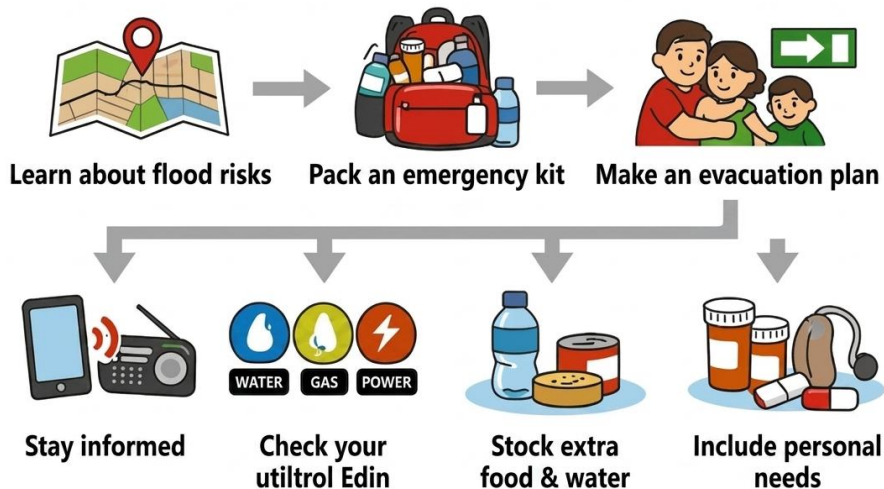 Learn about flood risks
Pack an emergency kit
Make an evacuation plan
WATER
GAS
POWER
Stay informed
Check your
utiltrol Edin
Stock extra
food & water
Include personal
needs